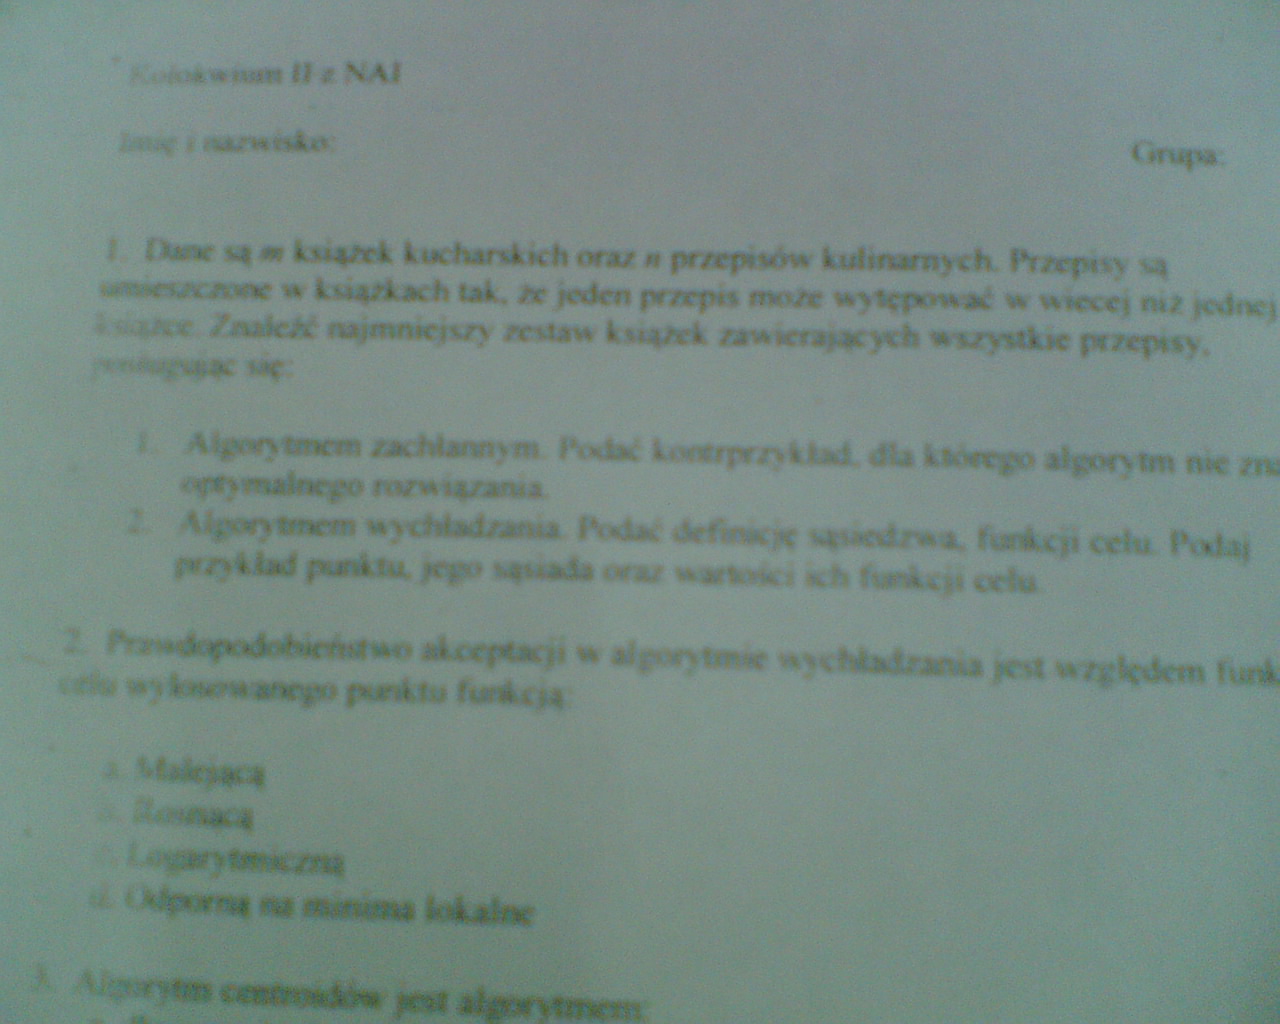 Kolokwium II z NAI
Imię i nazwisko:
Grupa:
1. Dane są m książek kucharskich oraz n przepisów kulinarnych. Przepisy są
umieszczone w książkach tak, że jeden przepis może wytępować w wiecej niż jednej
książce. Znaleźć najmniejszy zestaw książek zawierających wszystkie przepisy,
posługując się:
1. Algorytmem zachłannym. Podać kontrprzykład, dla którego algorytm nie zna
optymalnego rozwiązania.
2. Algorytmem wychładzania. Podać definicję sąsiedzwa, funkcji celu. Podaj
przykład punktu, jego sąsiada oraz wartości ich funkcji celu.
2. Prawdopodobieństwo akceptacji w algorytmie wychładzania jest względem funk
celu wylosowanego punktu funkcją:
a. Malejącą
b. Rosnącą
c. Logarytmiczną
d. Odporną na minima lokalne
3. Algorytm centroidów jest algorytmem: